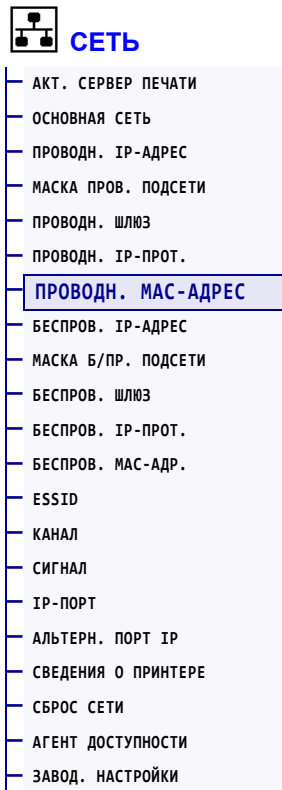 СЕТЬ
АКТ. СЕРВЕР ПЕЧАТИ
ОСНОВНАЯ СЕТЬ
ПРОВОДН. IP-АДРЕС
МАСКА ПРОВ. ПОДСЕТИ
ПРОВОДН. ШЛЮЗ
ПРОВОДН. IP-ПРОТ.
ПРОВОДН. MAC-АДРЕС
БЕСПРОВ. IP-АДРЕС
МАСКА Б/ПР. ПОДСЕТИ
БЕСПРОВ. ШЛЮЗ
БЕСПРОВ. IP-ПРОТ.
БЕСПРОВ. MAC-АДР.
ESSID
КАНАЛ
СИГНАЛ
IP-ПОРТ
АЛЬТЕРН. ПОРТ IP
СВЕДЕНИЯ О ПРИНТЕРЕ
СБРОС СЕТИ
АГЕНТ ДОСТУПНОСТИ
ЗАВОД. НАСТРОЙКИ